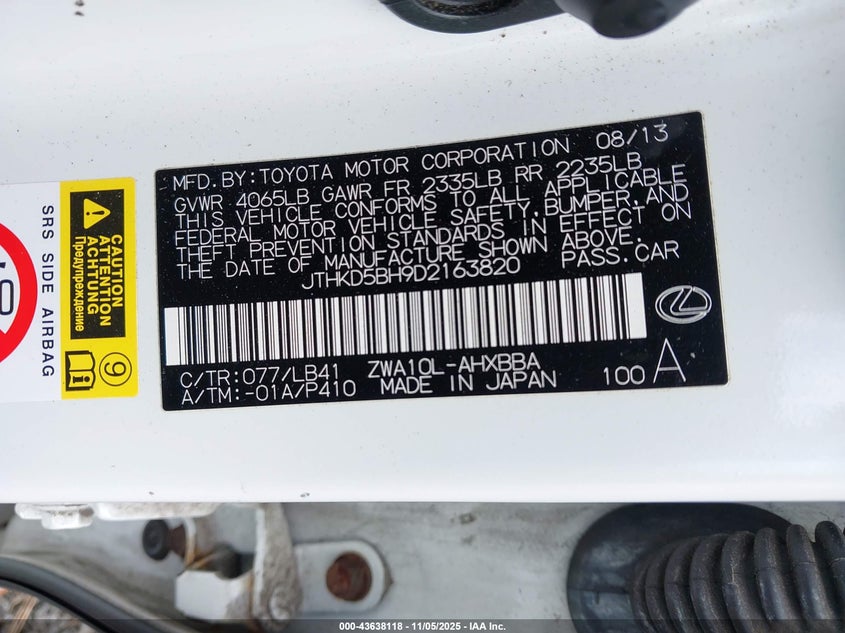 MFD.BY:TOYOTA MOTOR CORPORATION 08/13
GVWR 4065LB GAWR FR 2335LB RR 2235LB
THIS VEHICLE CONFORMS TO ALL APPLICABLE
FEDERAL MOTOR VEHICLE SAFETY,BUMPER,AND
THEFT PREVENTION STANDARDS IN EFFECT ON
THE DATE OF MANUFACTURE SHOWN ABOVE.
JTHKD5BH9D2163820 PASS.CAR
C/TR:077/LB41 ZWA10L-AHXBBA
A/TM:-01A/P410 MADE IN JAPAN 100 A
CAUTION
ATTENTION
ACHTUNG
Предупреждение
SRS SIDE AIRBAG
9
000-43638118 - 11/05/2025 - IAA Inc.